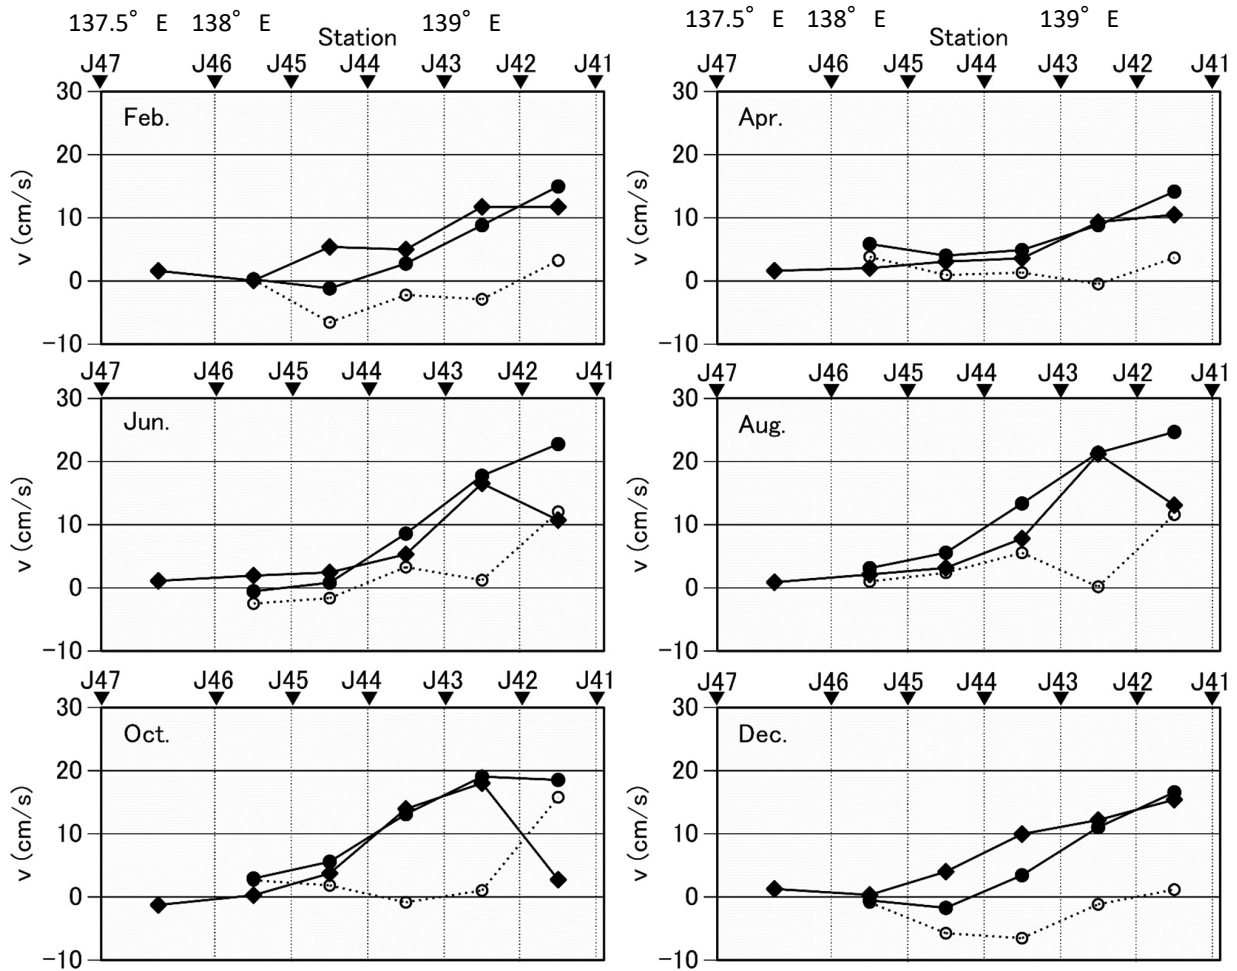 137.5° E 138° E 139° E 137.5° E 138° E 139° E
Station Station
J47 J46 J45 J44 J43 J42 J41 J47 J46 J45 J44 J43 J42 J41
30 30
Feb. Apr.
20 20
v (cm/s) v (cm/s)
10 10
0 0
-10 -10
J47 J46 J45 J44 J43 J42 J41 J47 J46 J45 J44 J43 J42 J41
30 30
Jun. Aug.
20 20
v (cm/s) v (cm/s)
10 10
0 0
-10 -10
J47 J46 J45 J44 J43 J42 J41 J47 J46 J45 J44 J43 J42 J41
30 30
Oct. Dec.
20 20
v (cm/s) v (cm/s)
10 10
0 0
-10 -10